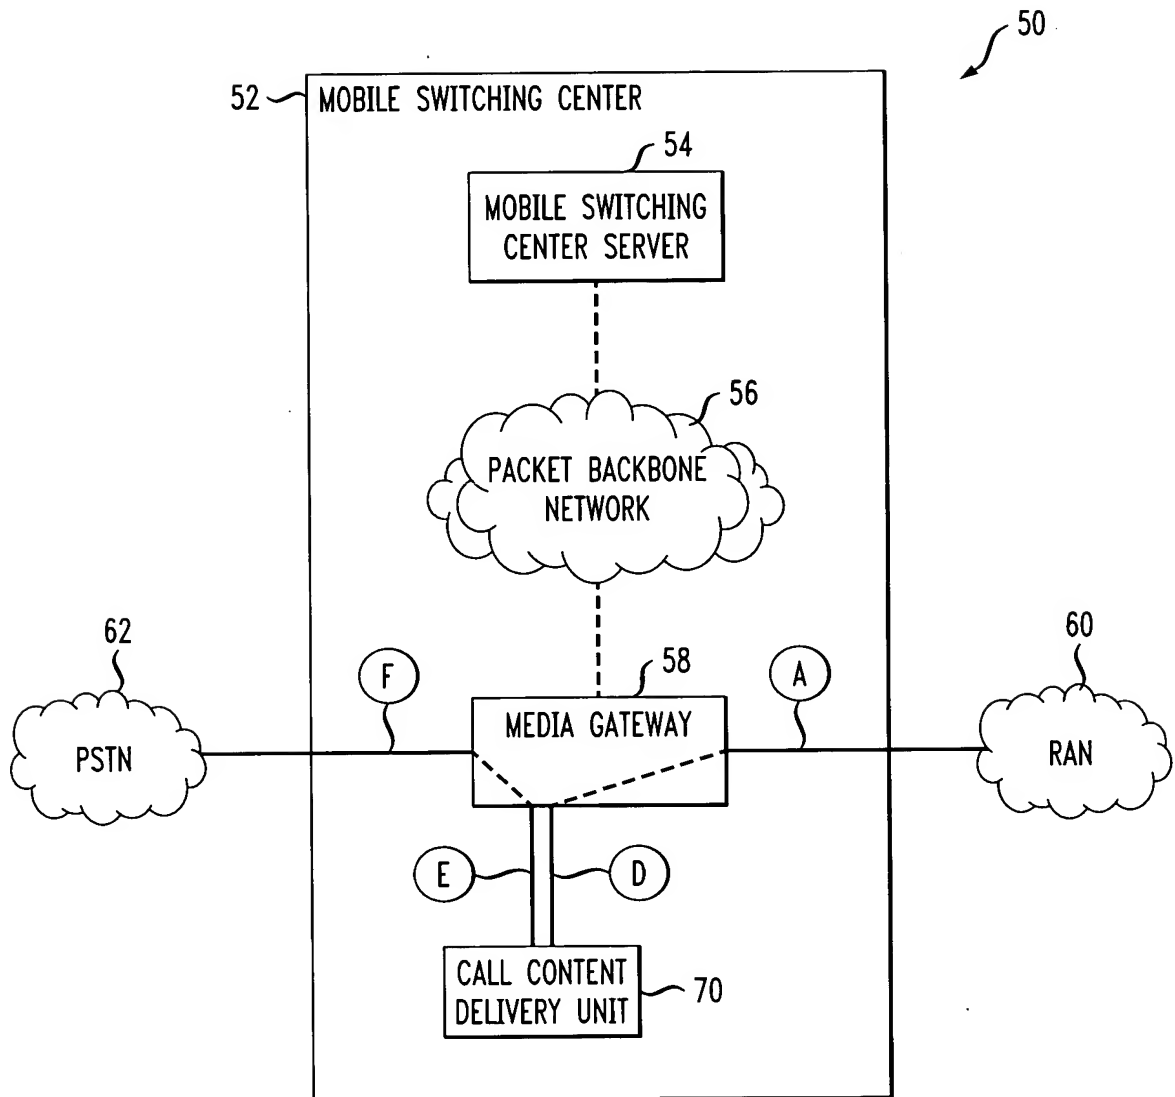 50
52
MOBILE SWITCHING CENTER
54
MOBILE SWITCHING
CENTER SERVER
56
PACKET BACKBONE
NETWORK
62
60
F
58
A
PSTN
MEDIA GATEWAY
RAN
E
D
CALL CONTENT
DELIVERY UNIT
70